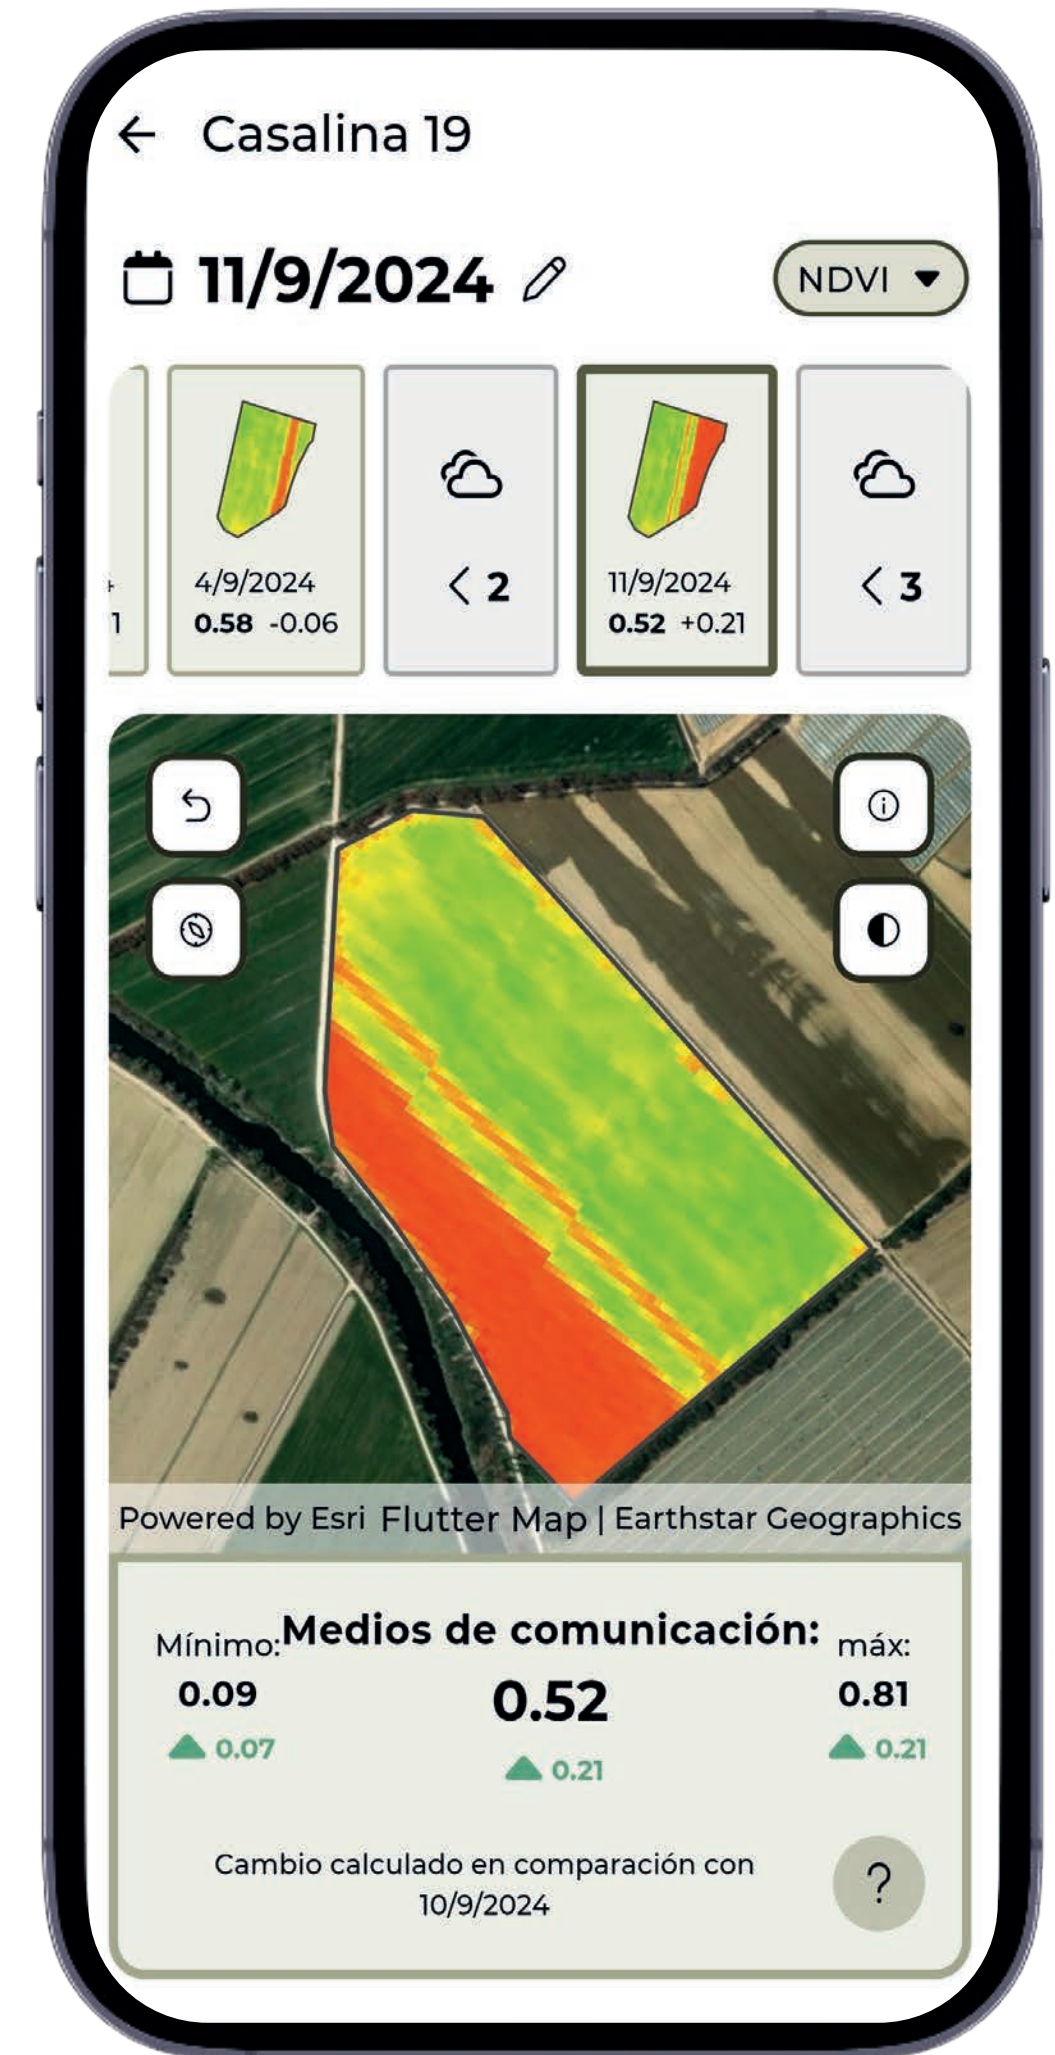 Casalina 19
11/9/2024
NDVI
1
4/9/2024
0.58 -0.06
< 2
11/9/2024
0.52 +0.21
< 3
Powered by Esri Flutter Map | Earthstar Geographics
Mínimo:
0.09
0.07
Medios de comunicación:
0.52
0.21
máx:
0.81
0.21
Cambio calculado en comparación con
10/9/2024
?